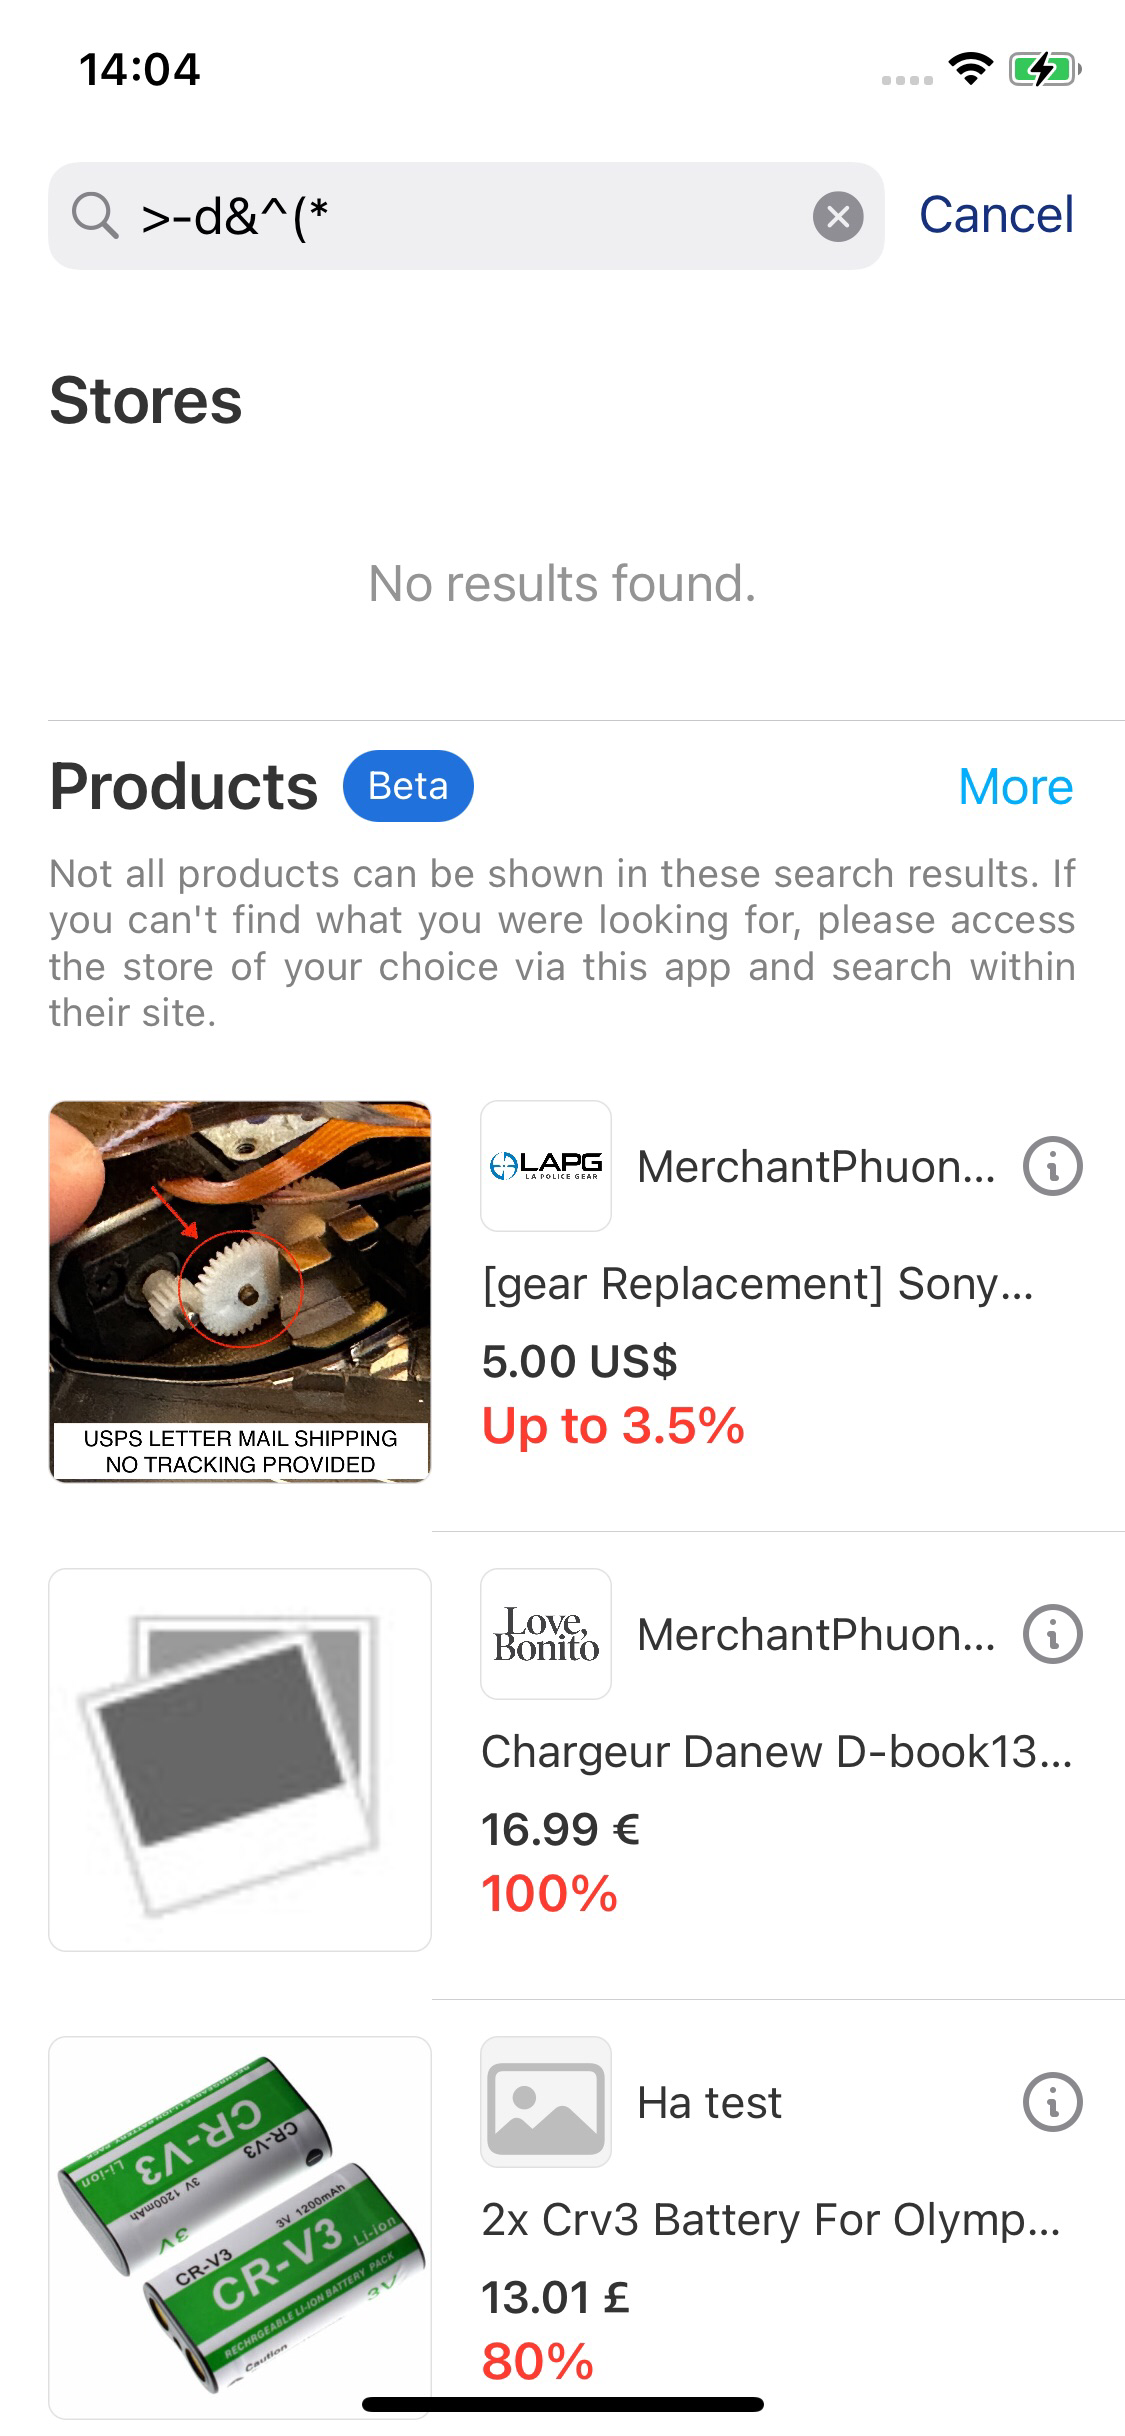 14:04
>-d&^(*
Cancel
Stores
No results found.
Products
Beta
More
Not all products can be shown in these search results. If
you can't find what you were looking for, please access
the store of your choice via this app and search within
their site.
LAPG
LA POLICE GEAR
MerchantPhuon...
[gear Replacement] Sony...
5.00 US$
Up to 3.5%
USPS LETTER MAIL SHIPPING
NO TRACKING PROVIDED
Love,
Bonito
MerchantPhuon...
Chargeur Danew D-book13...
16.99 €
100%
Ha test
2x Crv3 Battery For Olymp...
13.01 £
80%
CR-V3
Li-ion
CR-V3
3V 1200mAh
3V
3V 1200mAh
CR-V3
CR-V3
Li-ion
RECHRGEABLE LI-ION BATTERY PACK
3V
Caution